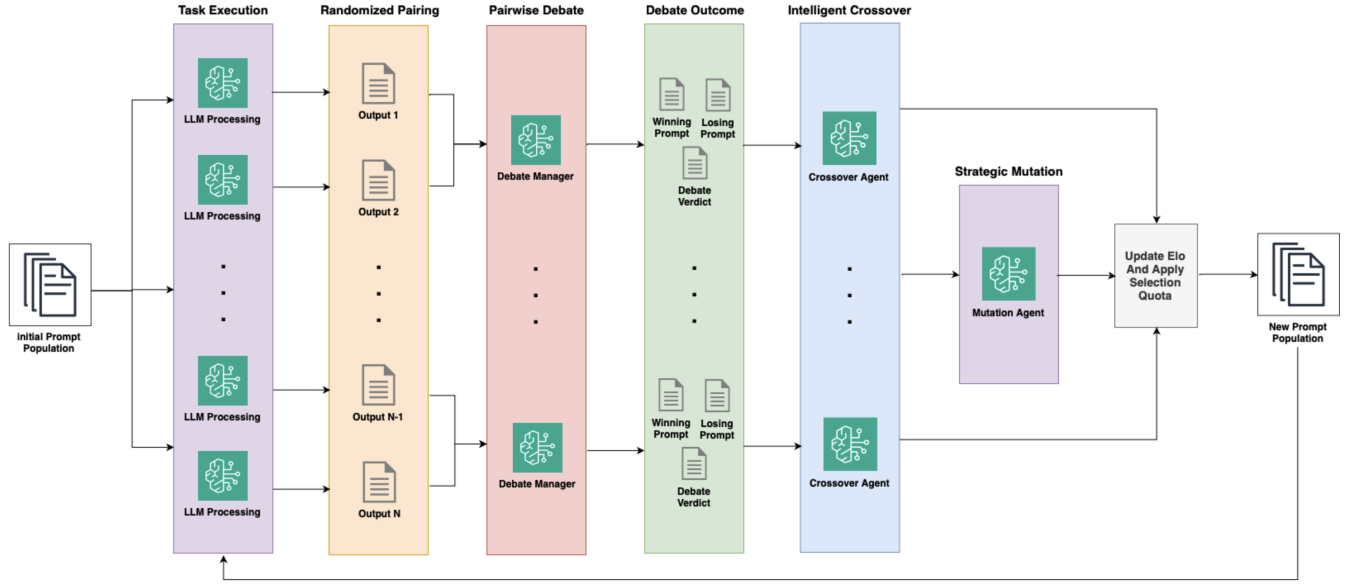 Task Execution
Randomized Pairing
Pairwise Debate
Debate Outcome
Intelligent Crossover
LLM Processing
LLM Processing
LLM Processing
LLM Processing
Output 1
Output 2
Output N-1
Output N
Debate Manager
Debate Manager
Winning
Prompt
Losing
Prompt
Debate
Verdict
Winning
Prompt
Losing
Prompt
Debate
Verdict
Crossover Agent
Crossover Agent
Strategic Mutation
Mutation Agent
Update Elo
And Apply
Selection
Quota
initial Prompt
Population
New Prompt
Population